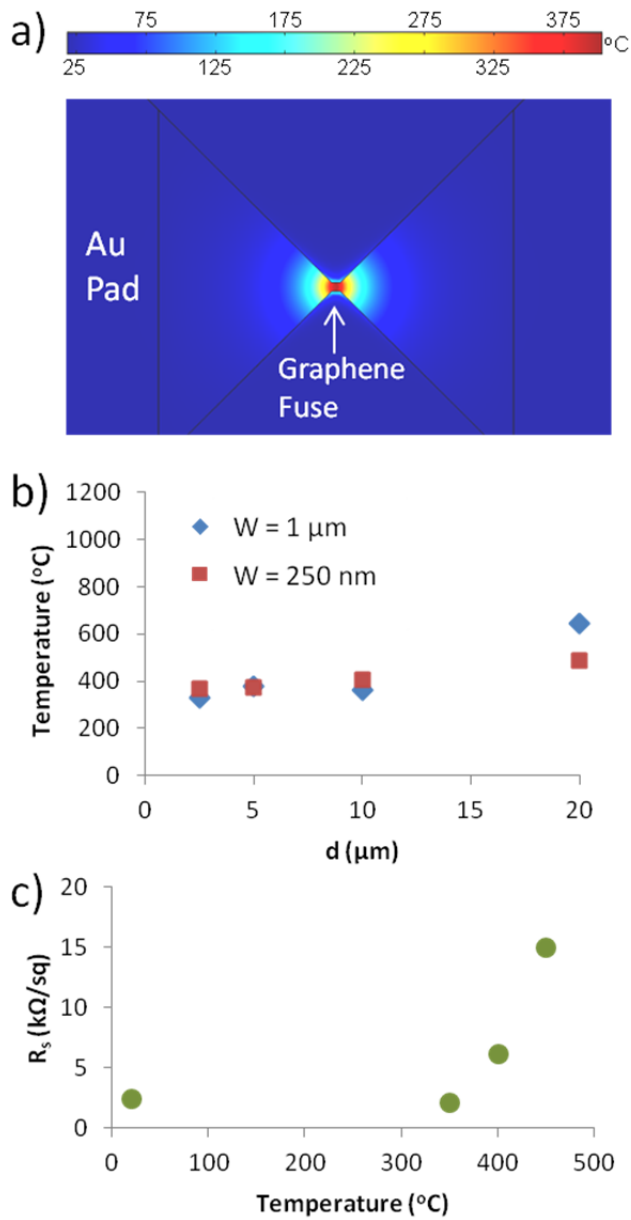 a)
75 175 275 375
°C
25 125 225 325
Au
Pad
Graphene
Fuse
b)
1200
1000
800
600
400
200
0
Temperature (°C)
W = 1 μm
W = 250 nm
0 5 10 15 20
d (μm)
c)
20
15
10
5
0
Rs (kΩ/sq)
0 100 200 300 400 500
Temperature (°C)